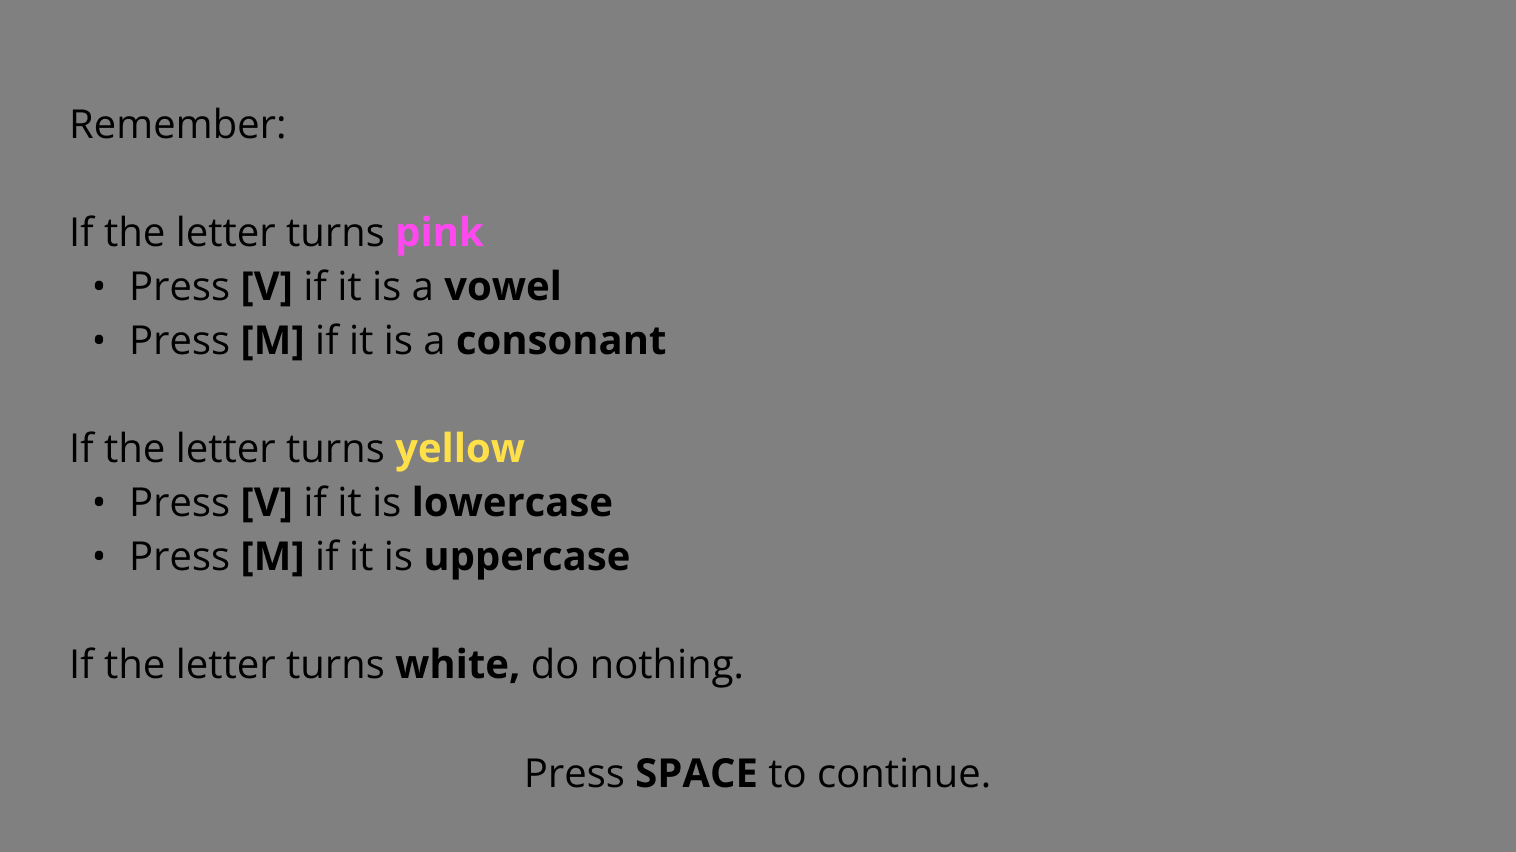 Remember:
If the letter turns pink
• Press [V] if it is a vowel
• Press [M] if it is a consonant
If the letter turns yellow
• Press [V] if it is lowercase
• Press [M] if it is uppercase
If the letter turns white, do nothing.
Press SPACE to continue.